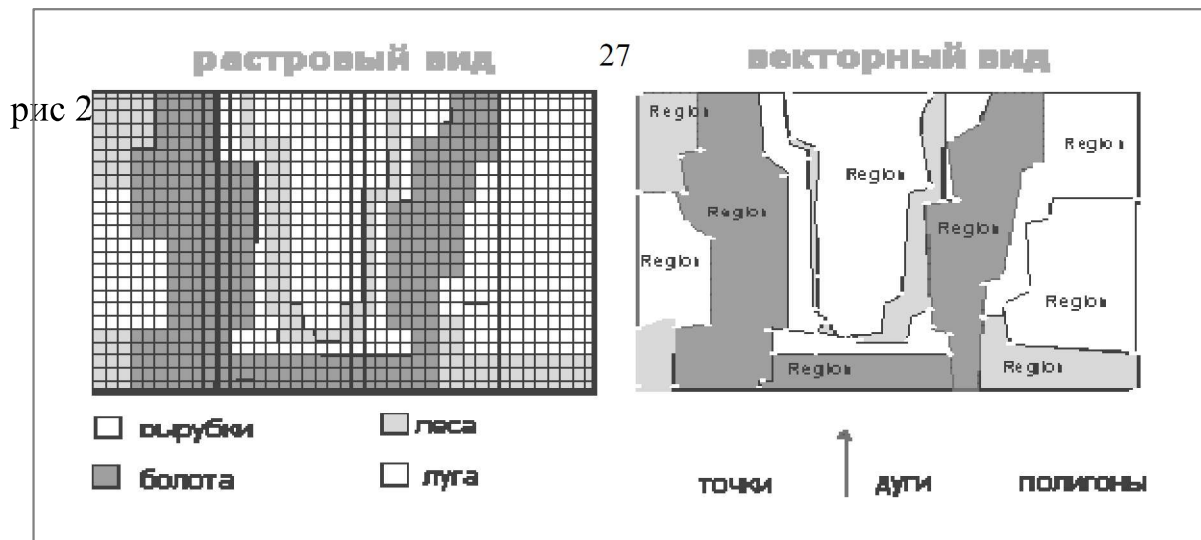 растровый вид 27 векторный вид
рис 2
Region
Region
Region
Region
Region
Region
Region
Region
Region
вырубки леса
болота луга
точки дуги полигоны